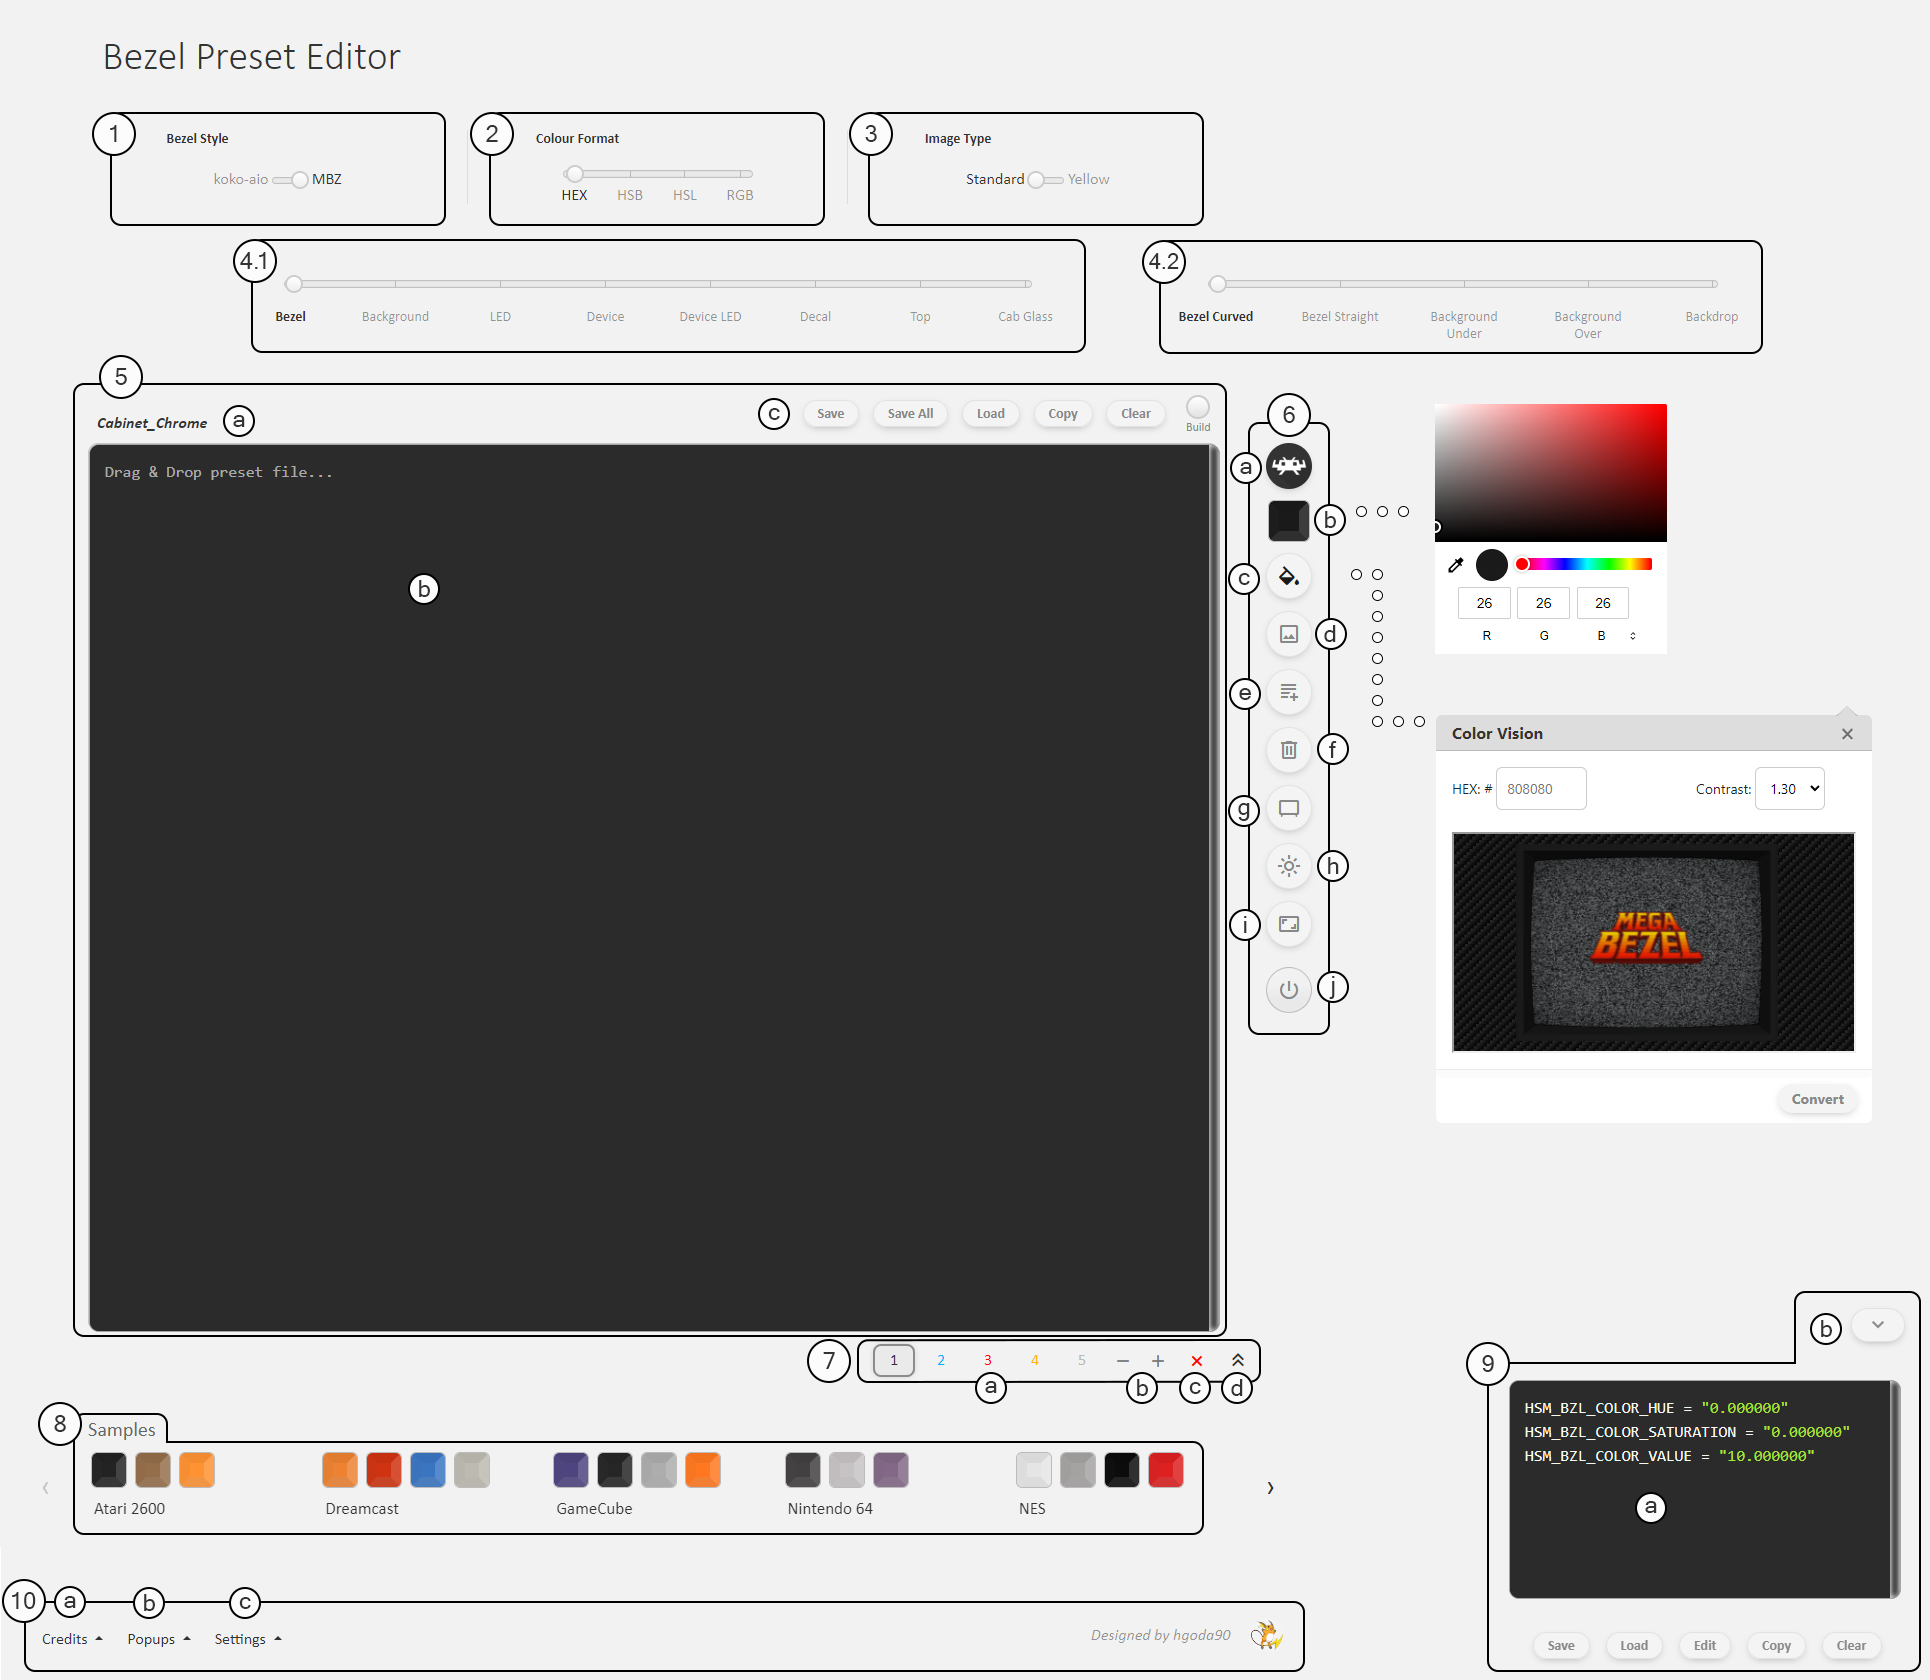 Bezel Preset Editor
1
Bezel Style
koko-aio MBZ
2
Colour Format
HEX HSB HSL RGB
3
Image Type
Standard Yellow
4.1
Bezel Background LED Device Device LED Decal Top Cab Glass
4.2
Bezel Curved Bezel Straight Background Under Background Over Backdrop
5
Cabinet_Chrome a
c Save Save All Load Copy Clear Build
Drag & Drop preset file...
b
6
a
b
c
d
e
f
g
h
i
j
26 26 26
R G B
Color Vision ×
HEX: # 808080 Contrast: 1.30
MEGA
BEZEL
Convert
7
1 2 3 4 5 − + × 
a b c d
8
Samples
Atari 2600 Dreamcast GameCube Nintendo 64 NES
‹ ›
9
b
HSM_BZL_COLOR_HUE = "0.000000"
HSM_BZL_COLOR_SATURATION = "0.000000"
HSM_BZL_COLOR_VALUE = "10.000000"
a
Save Load Edit Copy Clear
10 a b c
Credits Popups Settings
Designed by hgoda90